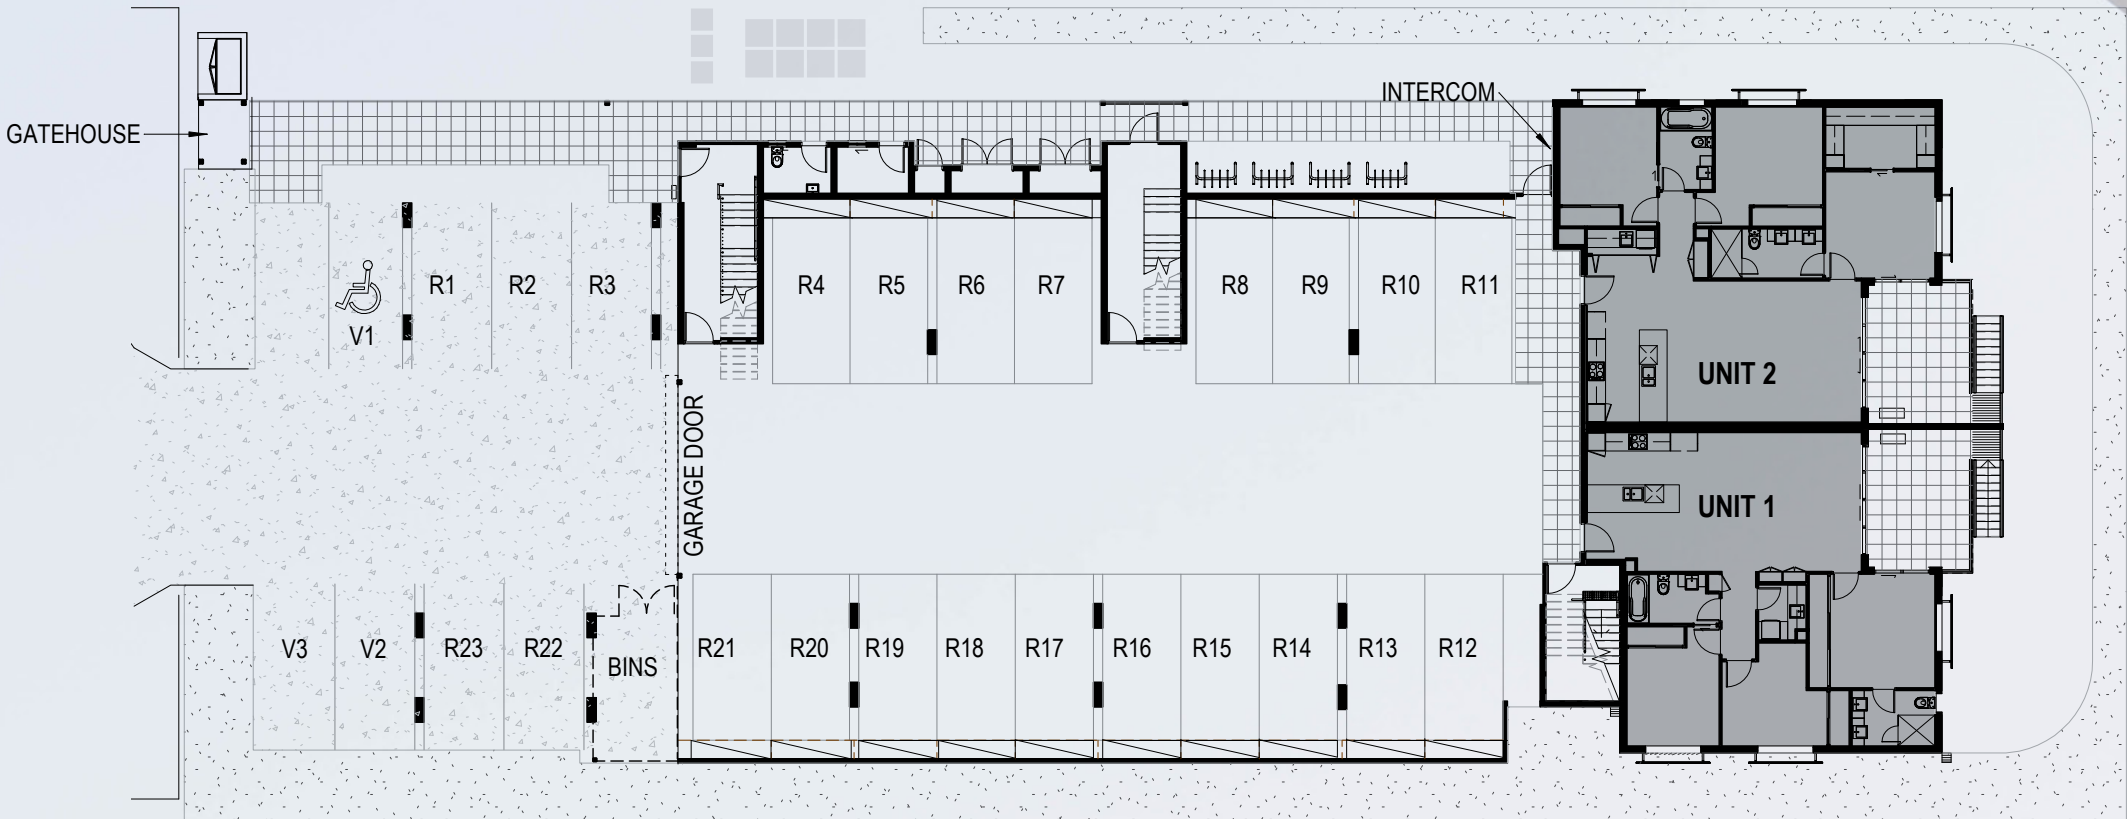 INTERCOM
GATEHOUSE
R1
R2
R3
V1
R4
R5
R6
R7
R8
R9
R10
R11
UNIT 2
GARAGE DOOR
UNIT 1
V3
V2
R23
R22
BINS
R21
R20
R19
R18
R17
R16
R15
R14
R13
R12